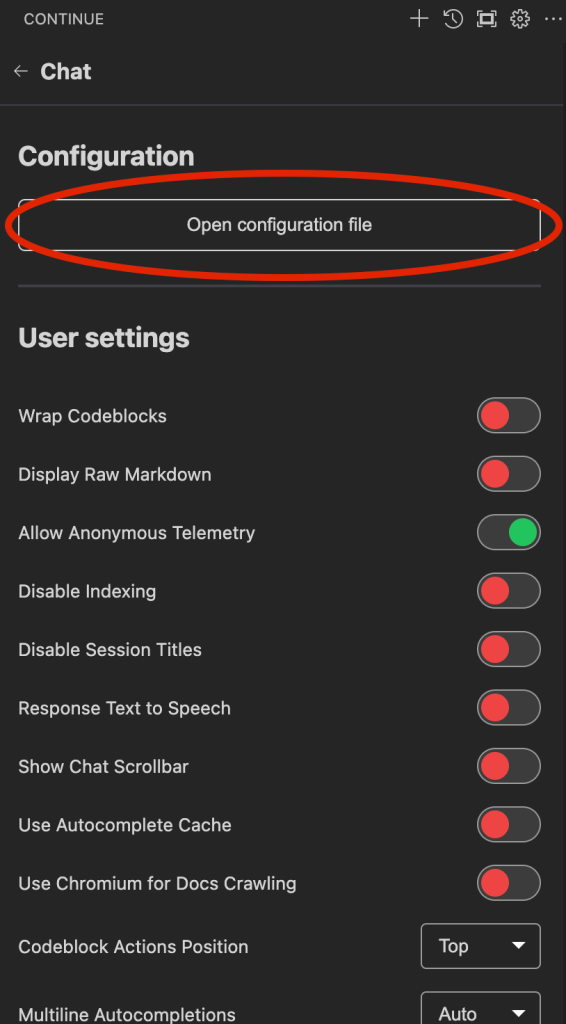 CONTINUE
Chat
Configuration
Open configuration file
User settings
Wrap Codeblocks
Display Raw Markdown
Allow Anonymous Telemetry
Disable Indexing
Disable Session Titles
Response Text to Speech
Show Chat Scrollbar
Use Autocomplete Cache
Use Chromium for Docs Crawling
Codeblock Actions Position Top
Multiline Autocompletions Auto